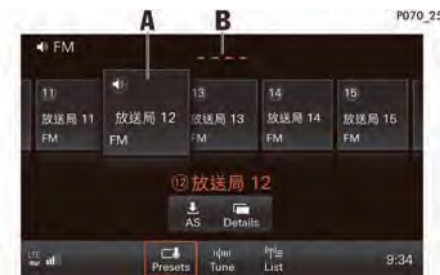 A
B
P070_25
FM
11
放送局 11
FM
放送局 12
FM
13
放送局 13
FM
14
放送局 14
FM
15
放送局 15
FM
⑫放送局 12
AS
Details
LTE
Presets
Tune
List
9:34